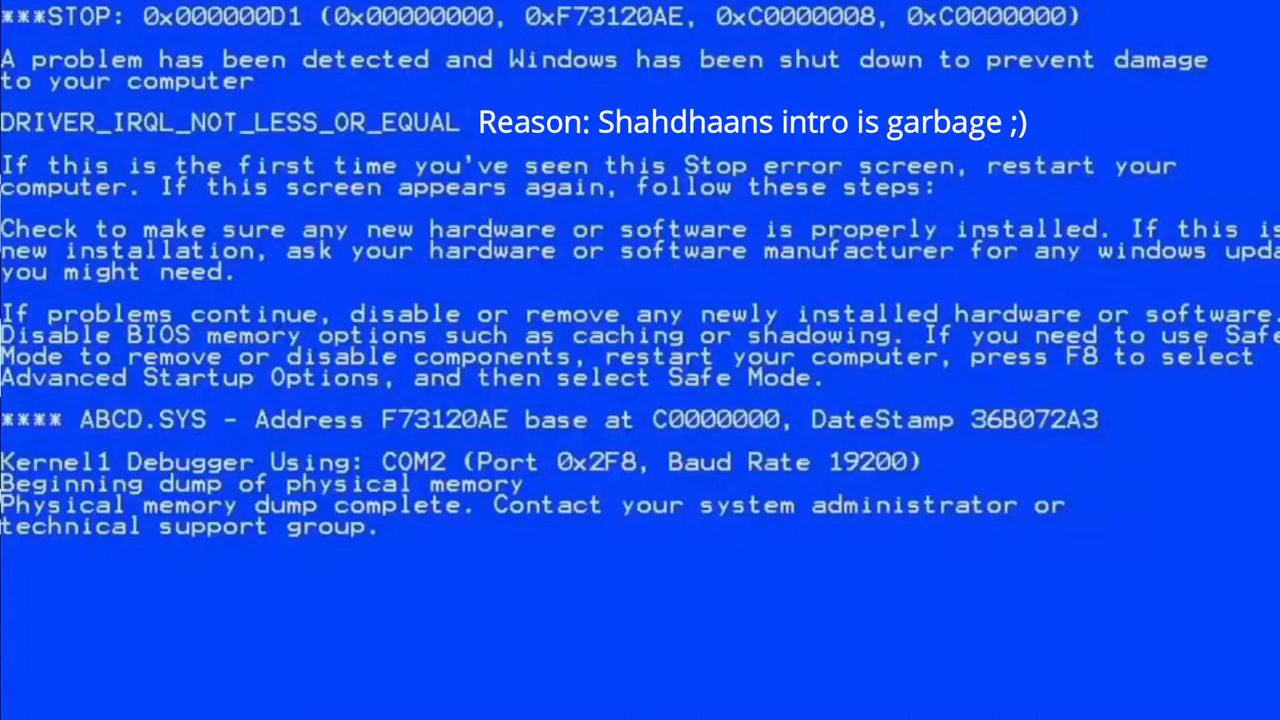 ***STOP: 0x000000D1 (0x00000000, 0xF73120AE, 0xC0000008, 0xC0000000)
A problem has been detected and Windows has been shut down to prevent damage
to your computer
DRIVER_IRQL_NOT_LESS_OR_EQUAL Reason: Shahdhaans intro is garbage ;)
If this is the first time you've seen this Stop error screen, restart your
computer. If this screen appears again, follow these steps:
Check to make sure any new hardware or software is properly installed. If this is
new installation, ask your hardware or software manufacturer for any windows upda
you might need.
If problems continue, disable or remove any newly installed hardware or software.
Disable BIOS memory options such as caching or shadowing. If you need to use Safe
Mode to remove or disable components, restart your computer, press F8 to select
Advanced Startup Options, and then select Safe Mode.
**** ABCD.SYS - Address F73120AE base at C0000000, DateStamp 36B072A3
Kernel1 Debugger Using: COM2 (Port 0x2F8, Baud Rate 19200)
Beginning dump of physical memory
Physical memory dump complete. Contact your system administrator or
technical support group.